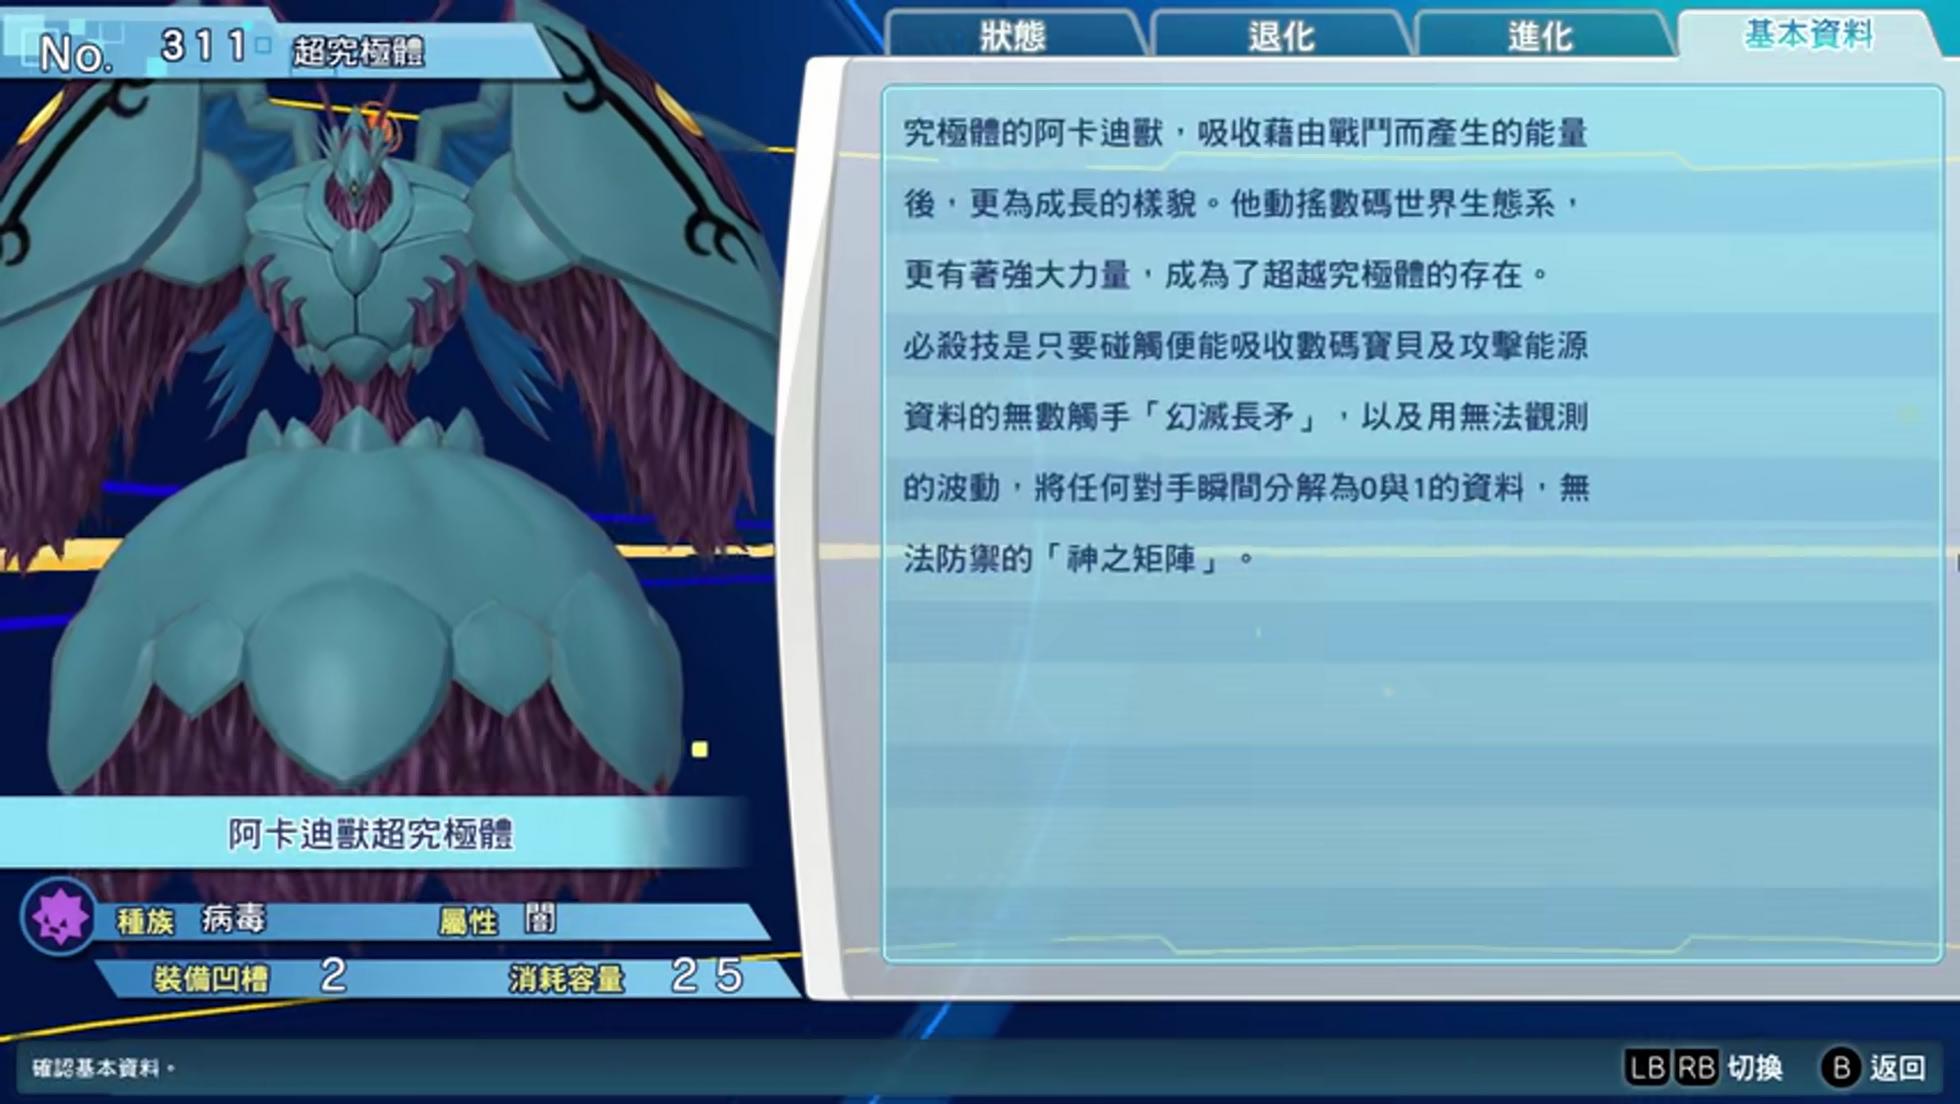 No. 311 超究極體
狀態
退化
進化
基本資料
究極體的阿卡迪獸，吸收藉由戰鬥而產生的能量
後，更為成長的樣貌。他動搖數碼世界生態系，
更有著強大力量，成為了超越究極體的存在。
必殺技是只要碰觸便能吸收數碼寶貝及攻擊能源
資料的無數觸手「幻滅長矛」，以及用無法觀測
的波動，將任何對手瞬間分解為0與1的資料，無
法防禦的「神之矩陣」。
阿卡迪獸超究極體
種族 病毒 屬性 闇
裝備凹槽 2 消耗容量 25
確認基本資料。
LB RB 切換 B 返回